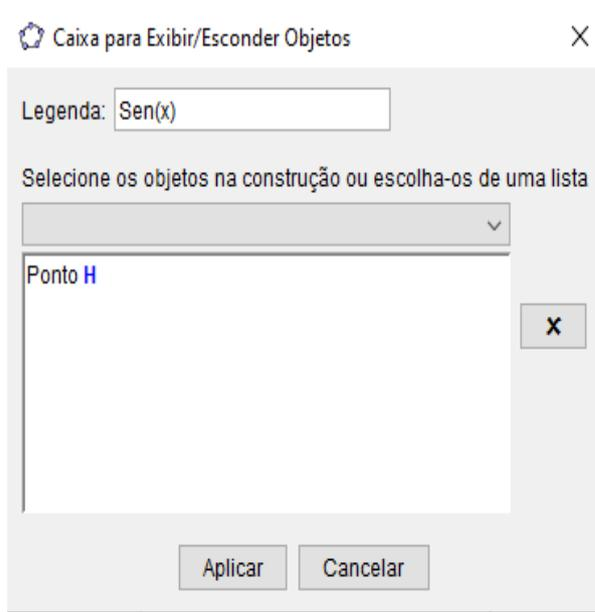 Caixa para Exibir/Esconder Objetos
Legenda: Sen(x)
Selecione os objetos na construção ou escolha-os de uma lista
Ponto H
Aplicar Cancelar